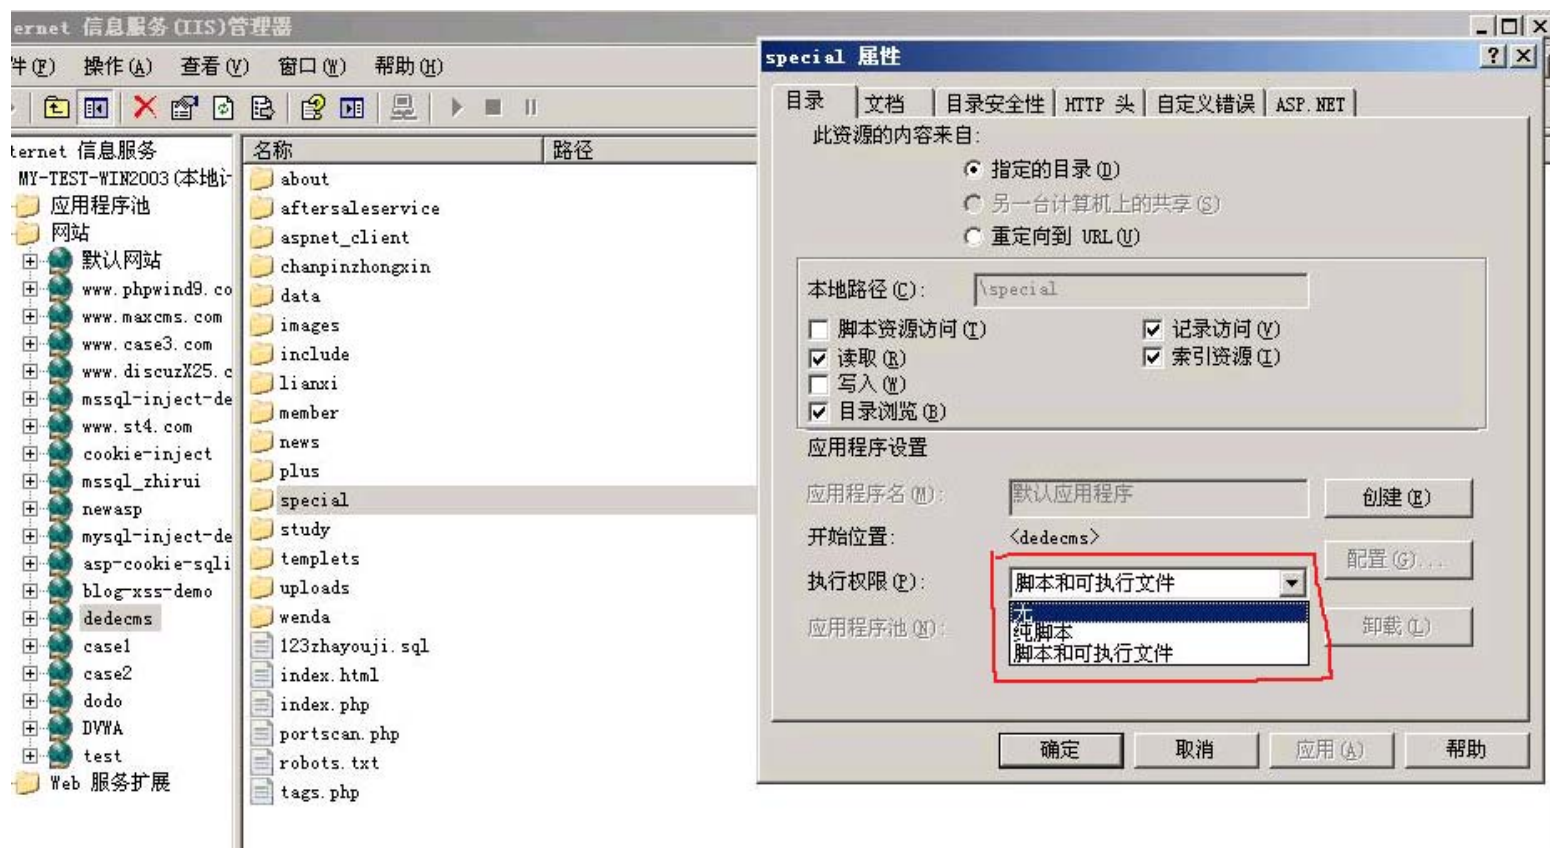 ernet 信息服务(IIS)管理器
件(F) 操作(A) 查看(V) 窗口(W) 帮助(H)
ternet 信息服务
MY-TEST-WIN2003(本地计
应用程序池
网站
默认网站
www.phpwind9.co
www.maxcms.com
www.case3.com
www.discuzX25.c
mssql-inject-de
www.st4.com
cookie-inject
mssql_zhirui
newasp
mysql-inject-de
asp-cookie-sqli
blog-xss-demo
dedecms
case1
case2
dodo
DVWA
test
Web 服务扩展
名称 路径
about
aftersaleservice
aspnet_client
chanpinzhongxin
data
images
include
lianxi
member
news
plus
special
study
templets
uploads
wenda
123zhayouji.sql
index.html
index.php
portscan.php
robots.txt
tags.php
special 属性
目录 文档 目录安全性 HTTP 头 自定义错误 ASP.NET
此资源的内容来自:
指定的目录(D)
另一台计算机上的共享(S)
重定向到 URL(U)
本地路径(C): \special
脚本资源访问(T) 记录访问(V)
读取(R) 索引资源(I)
写入(W)
目录浏览(B)
应用程序设置
应用程序名(M): 默认应用程序 创建(E)
开始位置: <dedecms>
配置(G)...
执行权限(P): 脚本和可执行文件
无
纯脚本
脚本和可执行文件
应用程序池(N): 卸载(L)
确定 取消 应用(A) 帮助